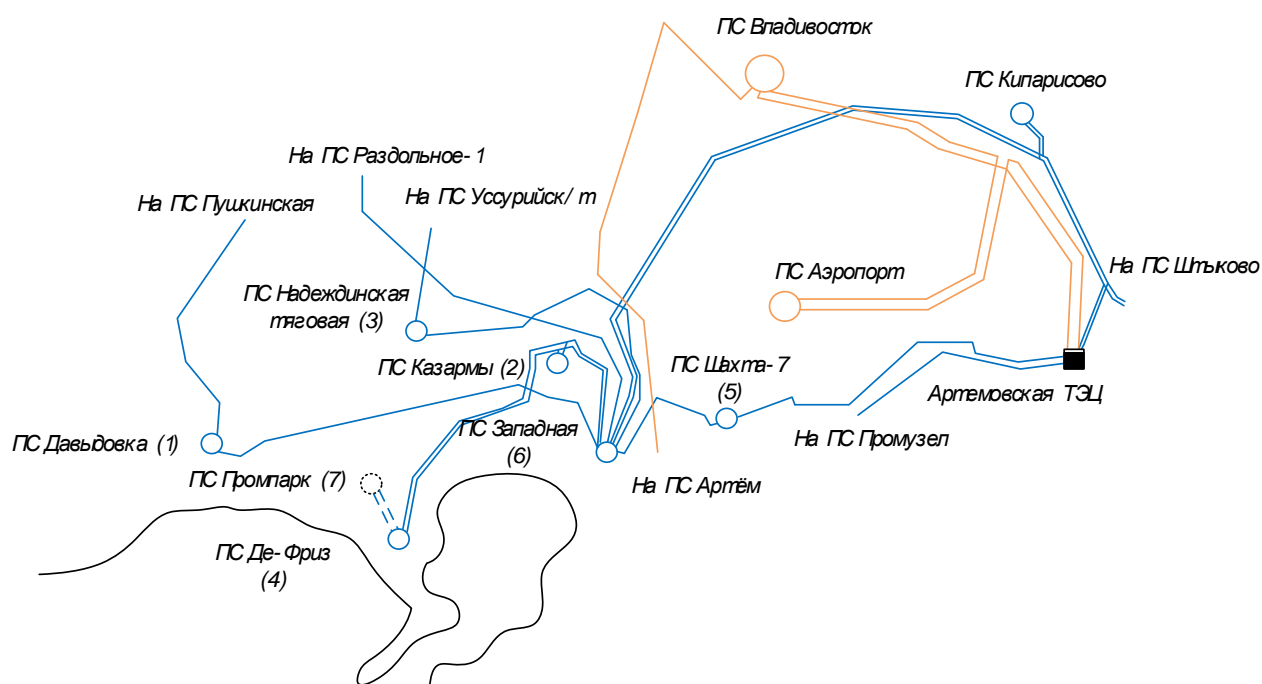 ПС Владивосток
ПС Кипарисово
На ПС Раздольное-1
На ПС Уссурийск/т
На ПС Пушкинская
ПС Аэропорт
На ПС Штыково
ПС Надеждинская
тяговая (3)
ПС Казармы (2)
ПС Шахта-7
(5)
Артемовская ТЭЦ
ПС Давыдовка (1)
ПС Западная
(6)
На ПС Промузел
ПС Промпарк (7)
На ПС Артём
ПС Де-Фриз
(4)